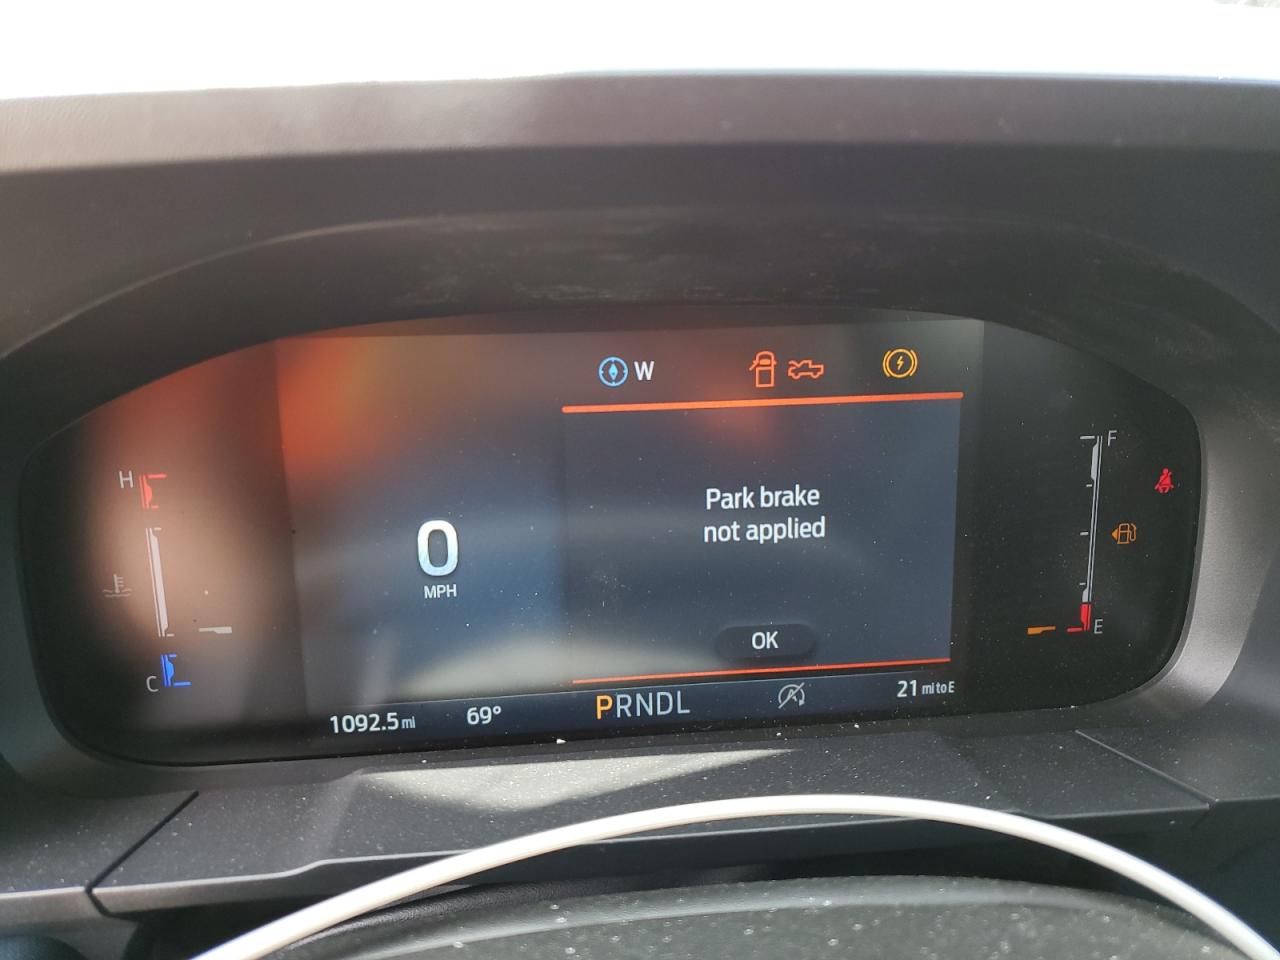 W
H
F
Park brake
not applied
0
MPH
OK
E
C
1092.5 mi
69°
PRNDL
21 mi to E